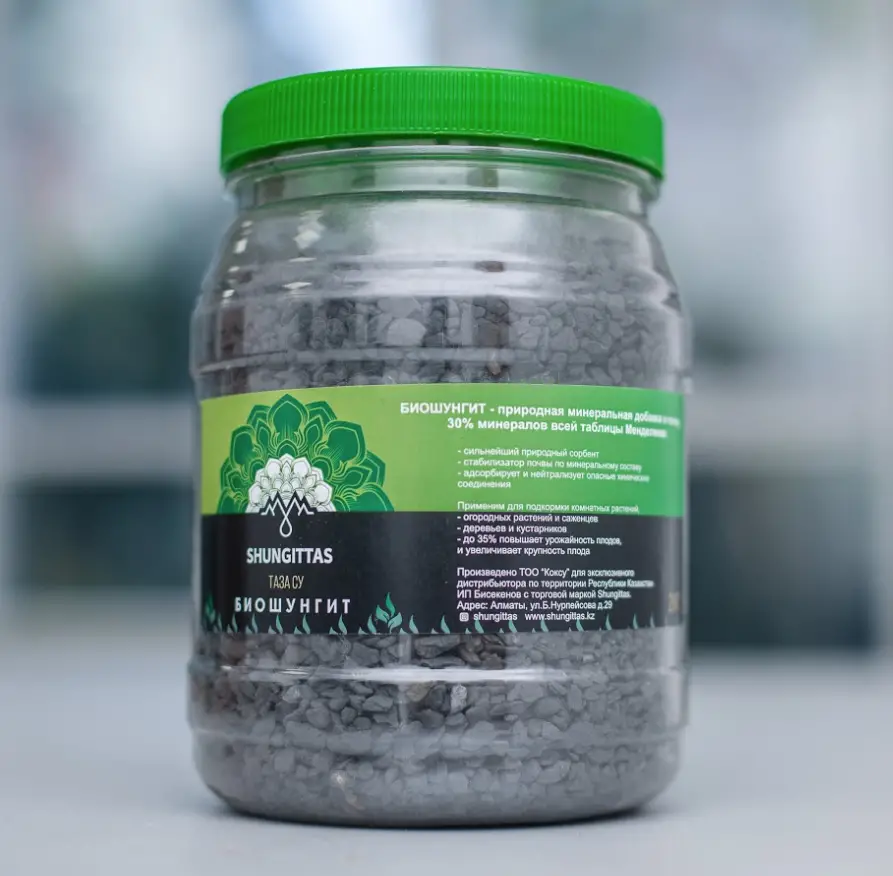 SHUNGITTAS
ТАЗА СУ
БИОШУНГИТ
БИОШУНГИТ - природная минеральная добавка
30% минералов всей таблицы Менделеева
- сильнейший природный сорбент
- стабилизатор почвы по минеральному составу
- адсорбирует и нейтрализует опасные химические
соединения
Применим для подкормки комнатных растений,
- огородных растений и саженцев
- деревьев и кустарников
- до 35% повышает урожайность плодов,
и увеличивает крупность плода
Произведено ТОО "Коксу" для эксклюзивного
дистрибьютора по территории Республики Казахстан
ИП Бисекенов с торговой маркой Shungittas.
Адрес: Алматы, ул.Б.Нурпейсова д.29
shungittas www.shungittas.kz